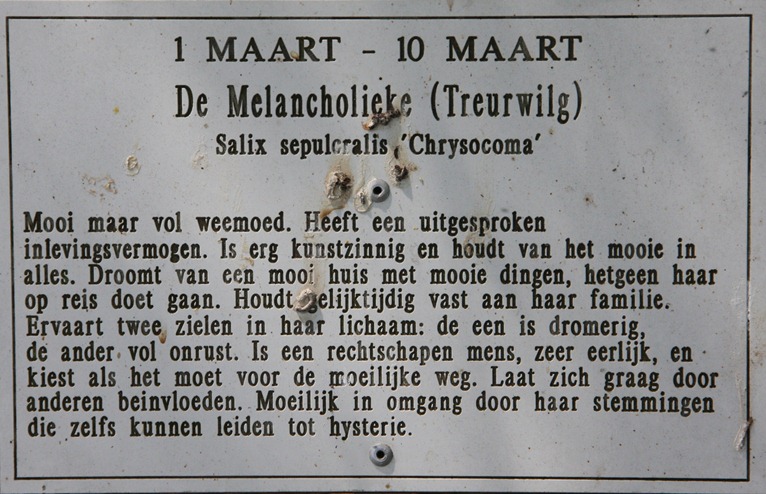 1 MAART - 10 MAART
De Melancholieke (Treurwilg)
Salix sepulcralis 'Chrysocoma'
Mooi maar vol weemoed. Heeft een uitgesproken
inlevingsvermogen. Is erg kunstzinnig en houdt van het mooie in
alles. Droomt van een mooi huis met mooie dingen, hetgeen haar
op reis doet gaan. Houdt gelijktijdig vast aan haar familie.
Ervaart twee zielen in haar lichaam: de een is dromerig,
de ander vol onrust. Is een rechtschapen mens, zeer eerlijk, en
kiest als het moet voor de moeilijke weg. Laat zich graag door
anderen beinvloeden. Moeilijk in omgang door haar stemmingen
die zelfs kunnen leiden tot hysterie.